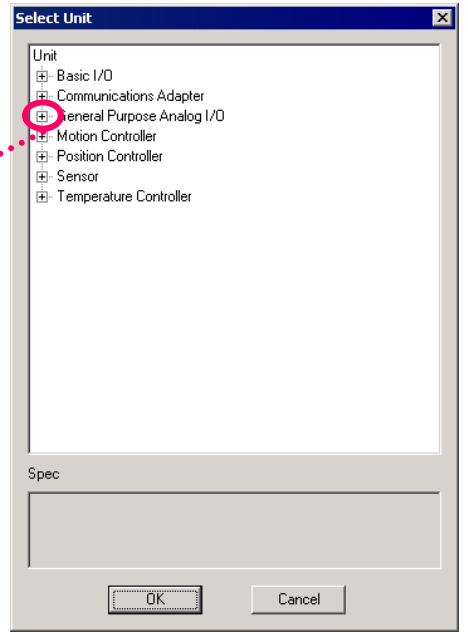 Select Unit
Unit
Basic I/O
Communications Adapter
General Purpose Analog I/O
Motion Controller
Position Controller
Sensor
Temperature Controller
Spec
OK
Cancel